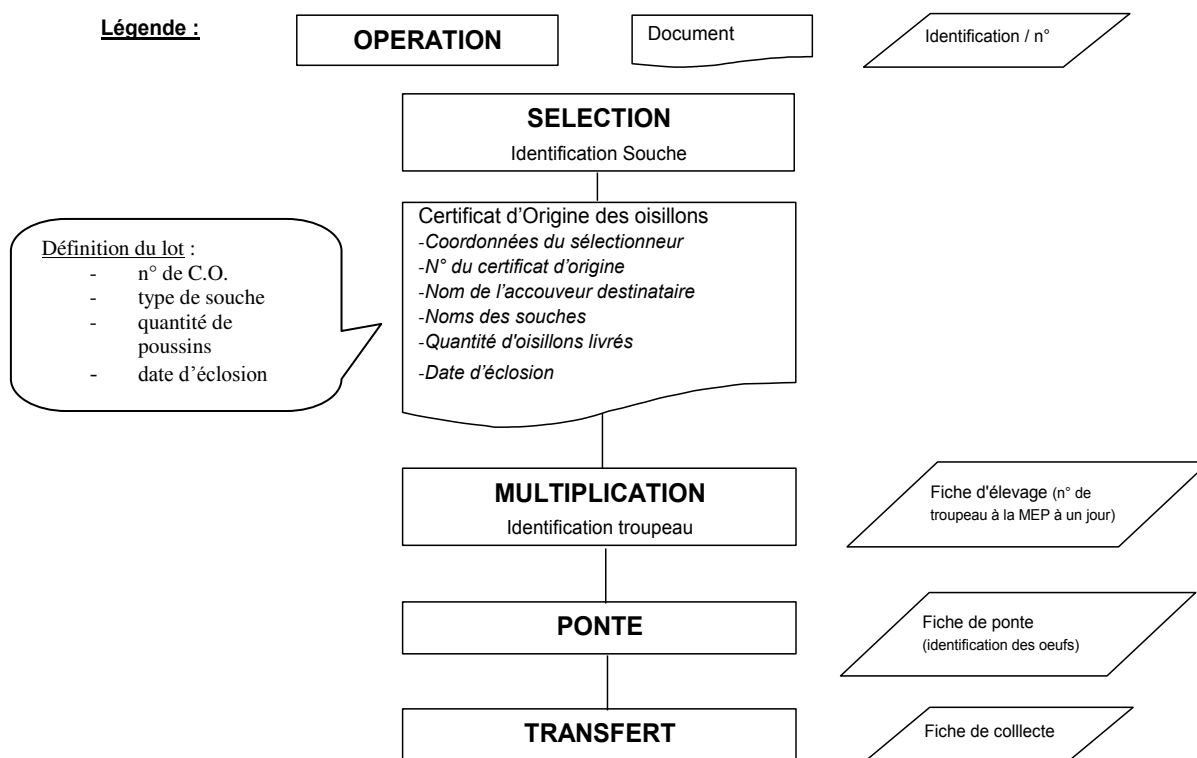 Légende :
OPERATION
Document
Identification / n°
SELECTION
Identification Souche
Certificat d'Origine des oisillons
-Coordonnées du sélectionneur
-N° du certificat d'origine
-Nom de l'accouveur destinataire
-Noms des souches
-Quantité d'oisillons livrés
-Date d'éclosion
Définition du lot :
- n° de C.O.
- type de souche
- quantité de
poussins
- date d'éclosion
MULTIPLICATION
Identification troupeau
Fiche d'élevage (n° de
troupeau à la MEP à un jour)
PONTE
Fiche de ponte
(identification des oeufs)
TRANSFERT
Fiche de colllecte